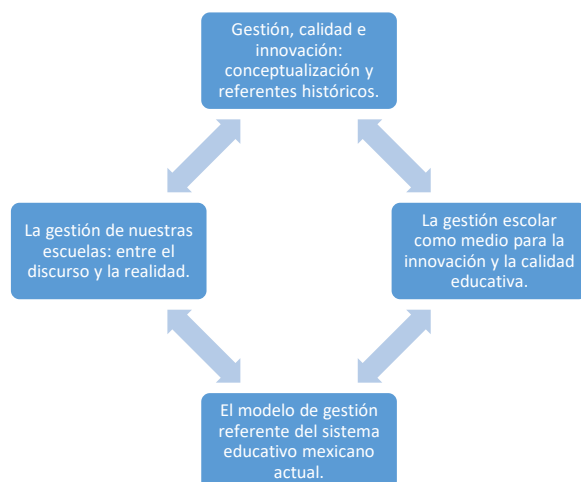 Gestión, calidad e
innovación:
conceptualización y
referentes históricos.
La gestión de nuestras
escuelas: entre el
discurso y la realidad.
La gestión escolar
como medio para la
innovación y la calidad
educativa.
El modelo de gestión
referente del sistema
educativo mexicano
actual.